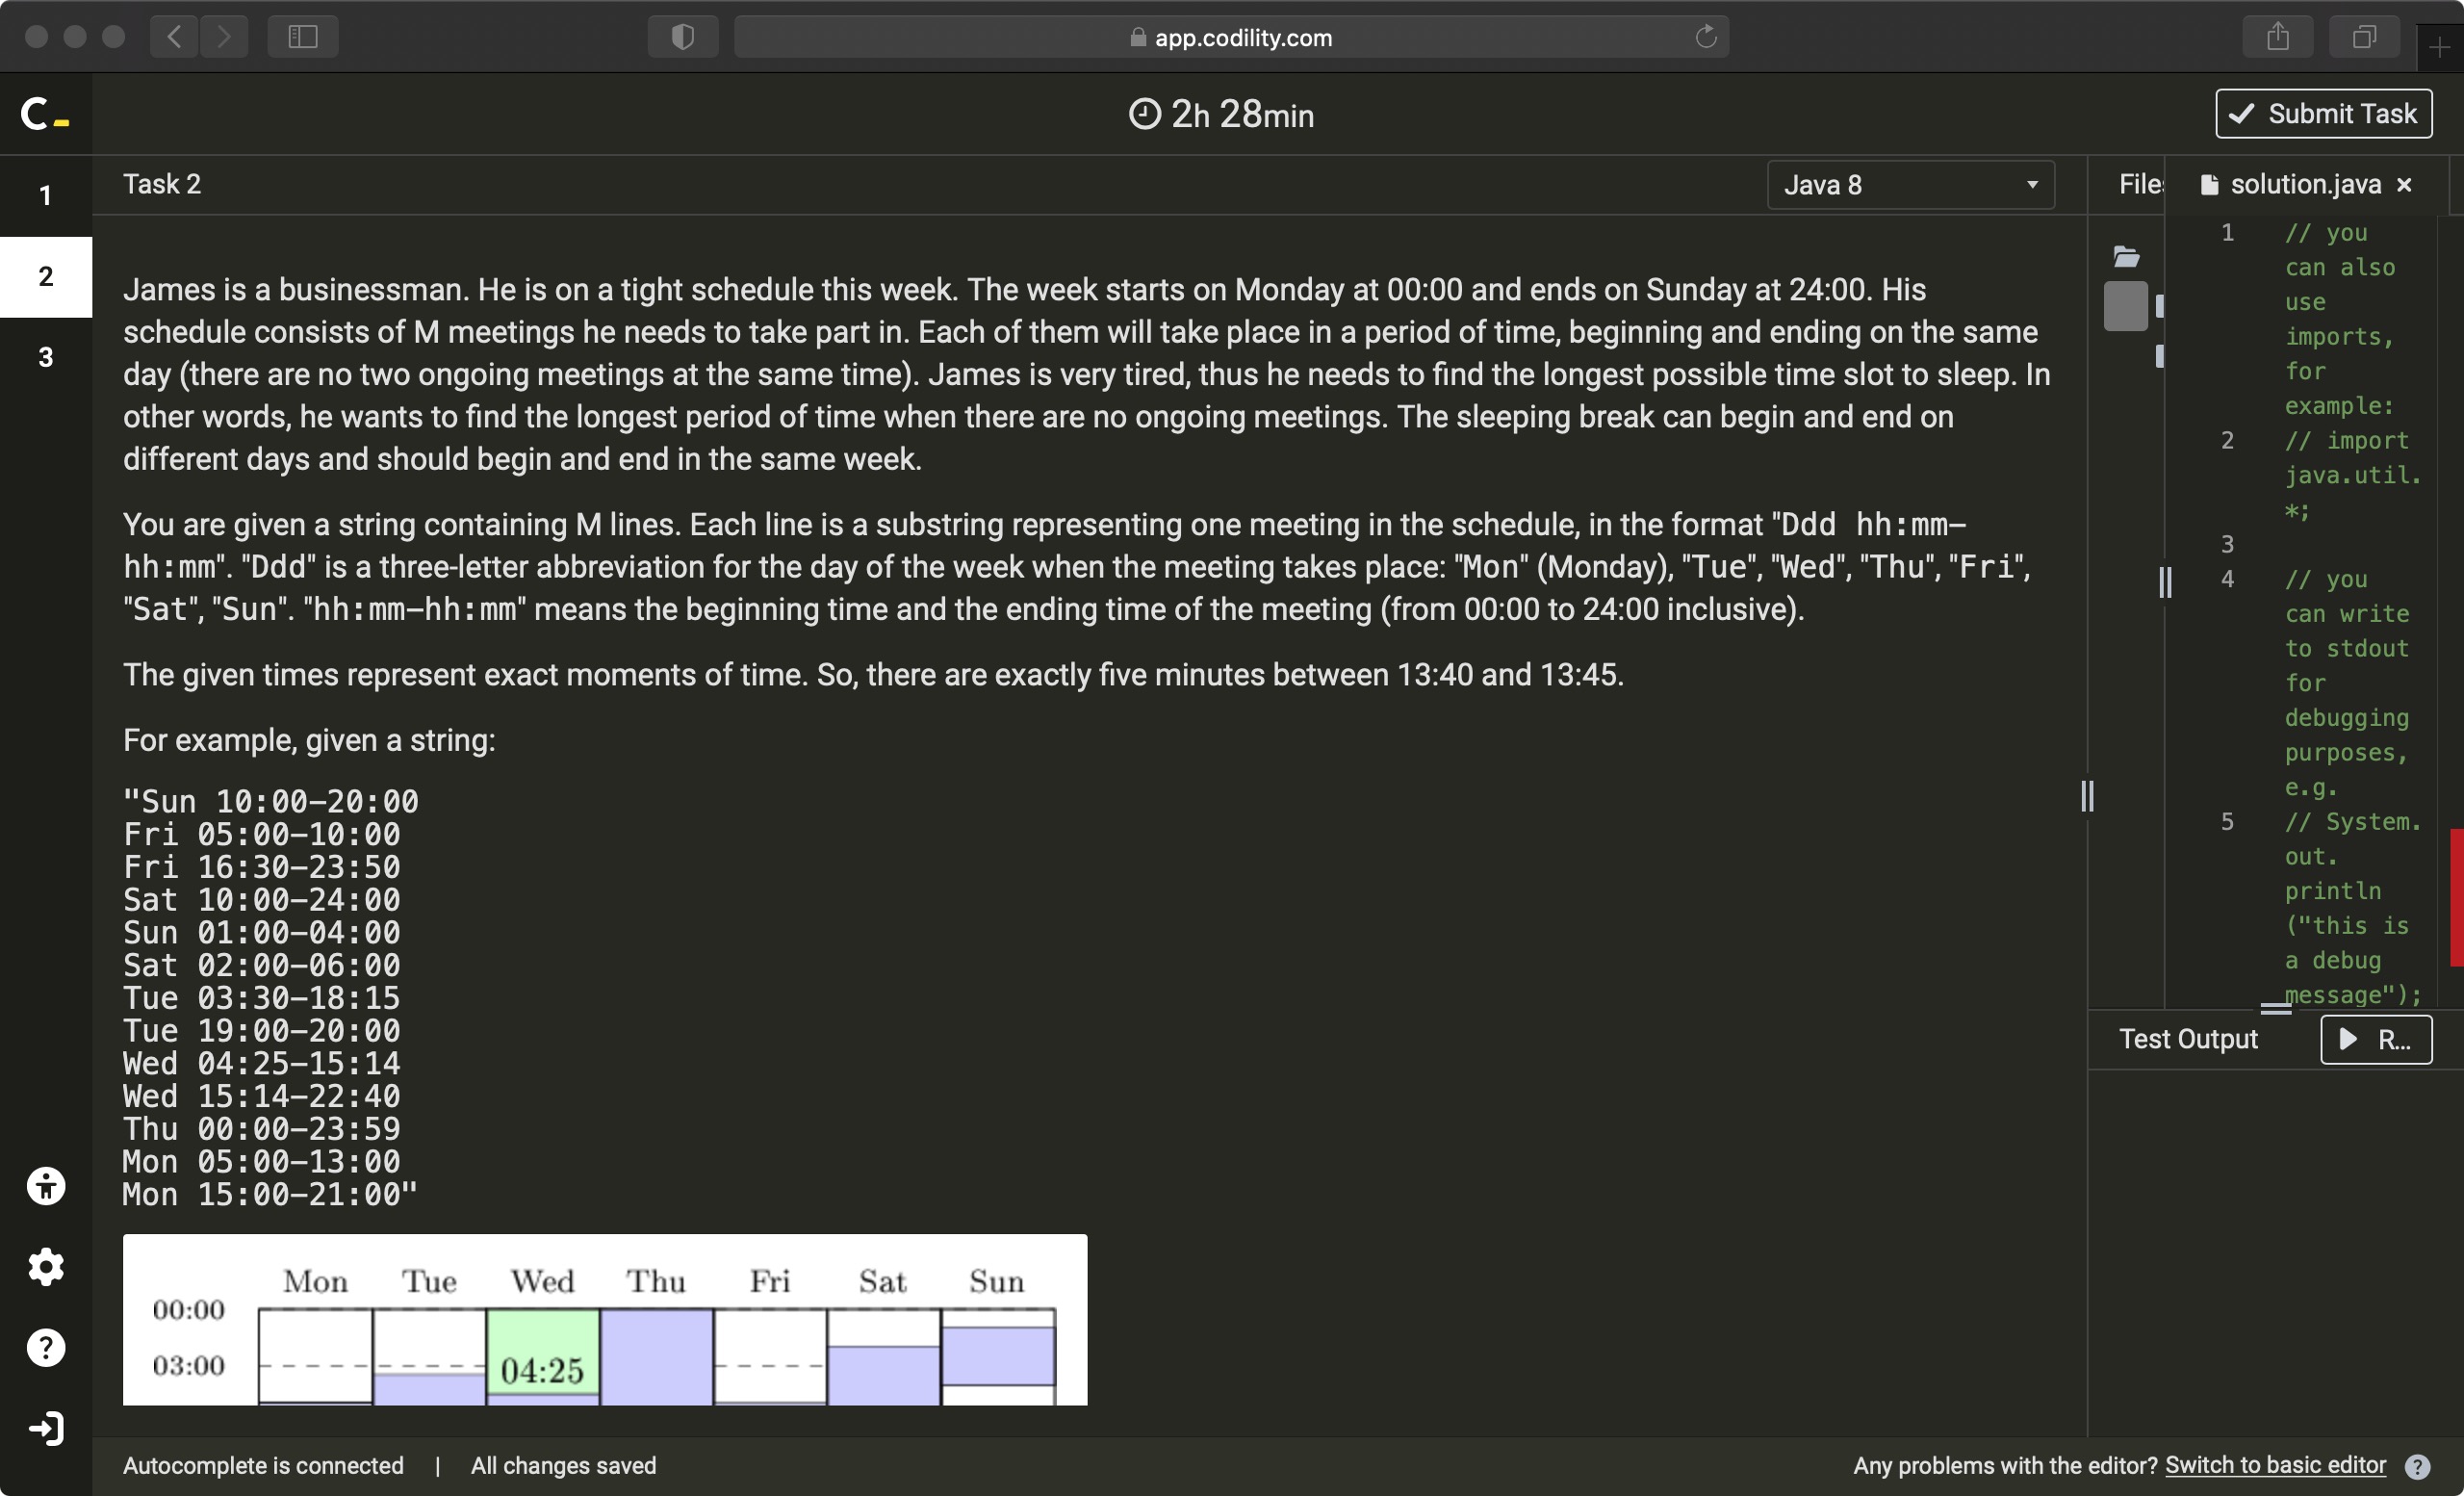 app.codility.com
C_
2h 28min
Submit Task
1
2
3
Task 2
Java 8
James is a businessman. He is on a tight schedule this week. The week starts on Monday at 00:00 and ends on Sunday at 24:00. His
schedule consists of M meetings he needs to take part in. Each of them will take place in a period of time, beginning and ending on the same
day (there are no two ongoing meetings at the same time). James is very tired, thus he needs to find the longest possible time slot to sleep. In
other words, he wants to find the longest period of time when there are no ongoing meetings. The sleeping break can begin and end on
different days and should begin and end in the same week.
You are given a string containing M lines. Each line is a substring representing one meeting in the schedule, in the format "Ddd hh:mm–
hh:mm". "Ddd" is a three-letter abbreviation for the day of the week when the meeting takes place: "Mon" (Monday), "Tue", "Wed", "Thu", "Fri",
"Sat", "Sun". "hh:mm–hh:mm" means the beginning time and the ending time of the meeting (from 00:00 to 24:00 inclusive).
The given times represent exact moments of time. So, there are exactly five minutes between 13:40 and 13:45.
For example, given a string:
"Sun 10:00–20:00
Fri 05:00–10:00
Fri 16:30–23:50
Sat 10:00–24:00
Sun 01:00–04:00
Sat 02:00–06:00
Tue 03:30–18:15
Tue 19:00–20:00
Wed 04:25–15:14
Wed 15:14–22:40
Thu 00:00–23:59
Mon 05:00–13:00
Mon 15:00–21:00"
Mon Tue Wed Thu Fri Sat Sun
00:00
03:00
04:25
Files
solution.java ×
1 // you
can also
use
imports,
for
example:
2 // import
java.util.
*;
3
4 // you
can write
to stdout
for
debugging
purposes,
e.g.
5 // System.
out.
println
("this is
a debug
message");
Test Output
R...
Autocomplete is connected | All changes saved
Any problems with the editor? Switch to basic editor ?